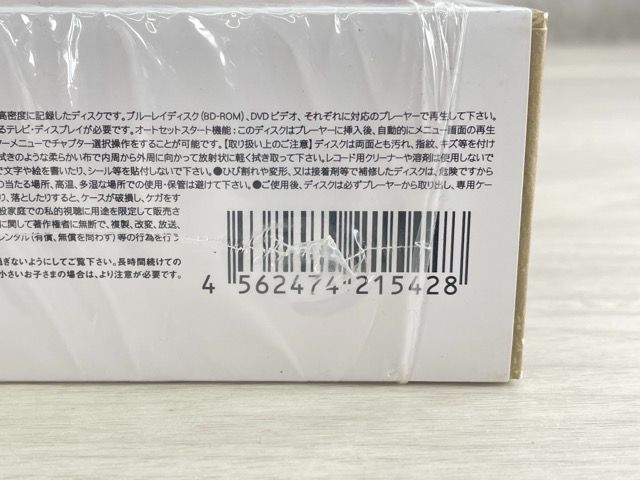 高密度に記録したディスクです。ブルーレイディスク(BD-ROM)、DVDビデオ、それぞれに対応のプレーヤーで再生して下さい。
るテレビ・ディスプレイが必要です。オートセットスタート機能:このディスクはプレーヤーに挿入後、自動的にメニュー画面の再生
ターメニューでチャプター選択操作をすることが可能です。【取り扱い上のご注意】ディスクは両面とも汚れ、指紋、キズ等を付け
拭きのような柔らかい布で内周から外周に向かって放射状に軽く拭き取って下さい。レコード用クリーナーや溶剤は使用しないで
で文字や絵を書いたり、シール等を貼付しないで下さい。●ひび割れや変形、又は接着剤等で補修したディスクは、危険ですから
の当たる場所、高温、多湿な場所での使用・保管は避けて下さい。●ご使用後、ディスクは必ずプレーヤーから取り出し、専用ケー
り、落としたりすると、ケースが破損し、ケガをす
般家庭での私的視聴に用途を限定して販売さ
に関して著作権者に無断で、複製、改変、放送、
レンタル(有償、無償を問わず)等の行為を行う
過ぎないようにしてご覧下さい。長時間続けての
小さいお子さまの場合は、より注意が必要です。
4 562474 215428